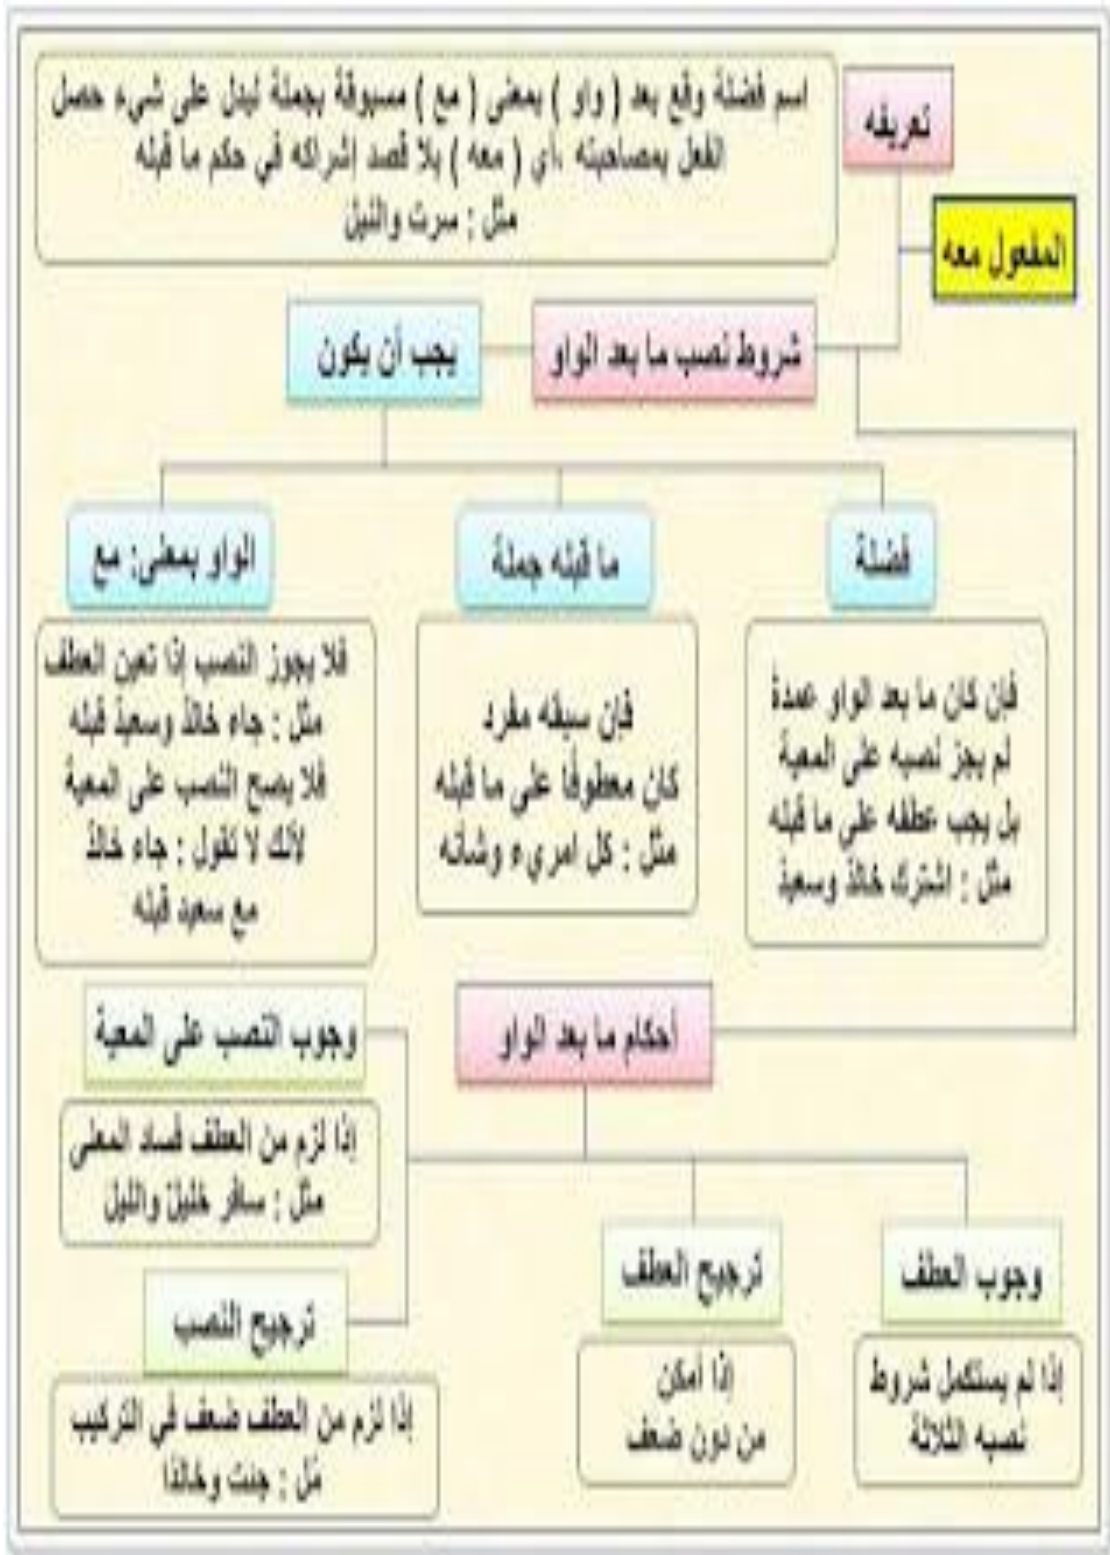 تعريفه
اسم فضلة وقع بعد ( واو ) بمعنى ( مع ) مسبوقة بجملة ليدل على شيء حصل
الفعل بمصاحبته ،أي ( معه ) بلا قصد إشراكه في حكم ما قبله
مثل : سرت والنيل
المفعول معه
شروط نصب ما بعد الواو
يجب أن يكون
فضلة
فإن كان ما بعد الواو عمدة
لم يجز نصبه على المعية
بل يجب عطفه على ما قبله
مثل : اشترك خالدٌ وسعيدٌ
ما قبله جملة
فإن سبقه مفرد
كان معطوفًا على ما قبله
مثل : كل امريء وشأنه
الواو بمعنى: مع
فلا يجوز النصب إذا تعين العطف
مثل : جاء خالدٌ وسعيدٌ قبله
فلا يصح النصب على المعية
لأنك لا تقول : جاء خالدٌ
مع سعيد قبله
أحكام ما بعد الواو
وجوب العطف
إذا لم يستكمل شروط
نصبه الثلاثة
ترجيح العطف
إذا أمكن
من دون ضعف
وجوب النصب على المعية
إذا لزم من العطف فساد المعنى
مثل : سافر خليلٌ والليل
ترجيح النصب
إذا لزم من العطف ضعف في التركيب
مثل : جئت وخالدًا